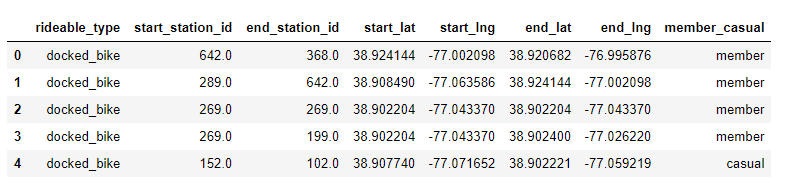 rideable_type start_station_id end_station_id start_lat start_lng end_lat end_lng member_casual
0 docked_bike 642.0 368.0 38.924144 -77.002098 38.920682 -76.995876 member
1 docked_bike 289.0 642.0 38.908490 -77.063586 38.924144 -77.002098 member
2 docked_bike 269.0 269.0 38.902204 -77.043370 38.902204 -77.043370 member
3 docked_bike 269.0 199.0 38.902204 -77.043370 38.902400 -77.026220 member
4 docked_bike 152.0 102.0 38.907740 -77.071652 38.902221 -77.059219 casual